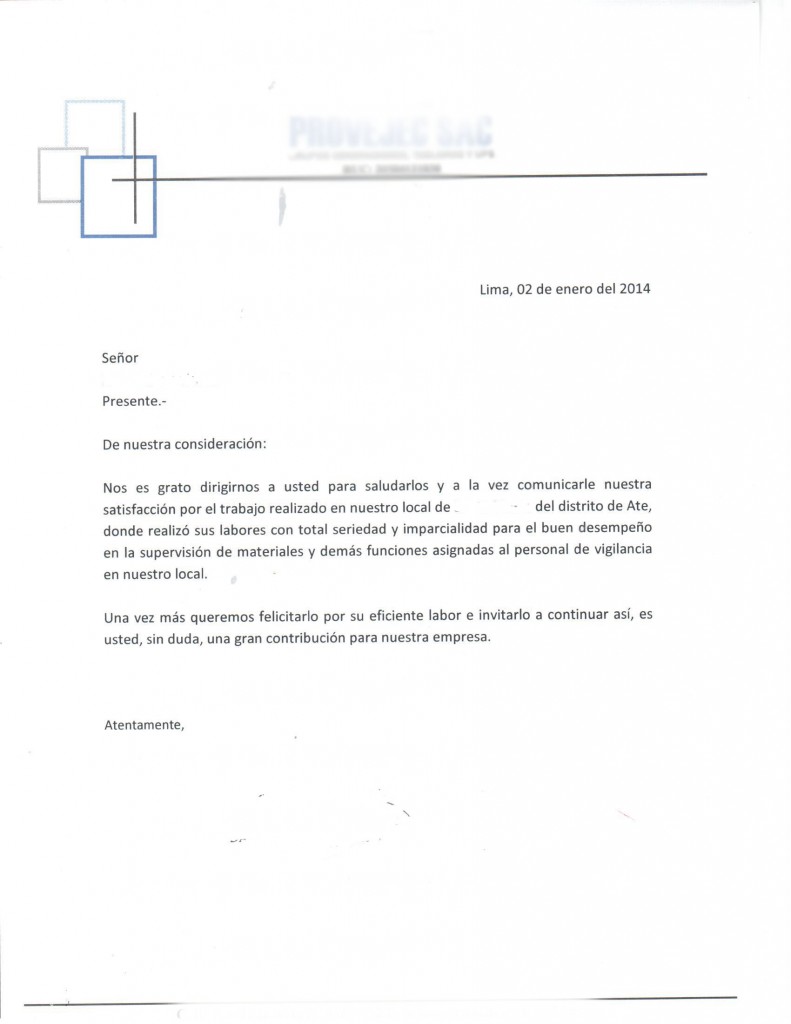 PROVEJEC SAC
Lima, 02 de enero del 2014
Señor
Presente.-
De nuestra consideración:
Nos es grato dirigirnos a usted para saludarlos y a la vez comunicarle nuestra
satisfacción por el trabajo realizado en nuestro local de del distrito de Ate,
donde realizó sus labores con total seriedad y imparcialidad para el buen desempeño
en la supervisión de materiales y demás funciones asignadas al personal de vigilancia
en nuestro local.
Una vez más queremos felicitarlo por su eficiente labor e invitarlo a continuar así, es
usted, sin duda, una gran contribución para nuestra empresa.
Atentamente,